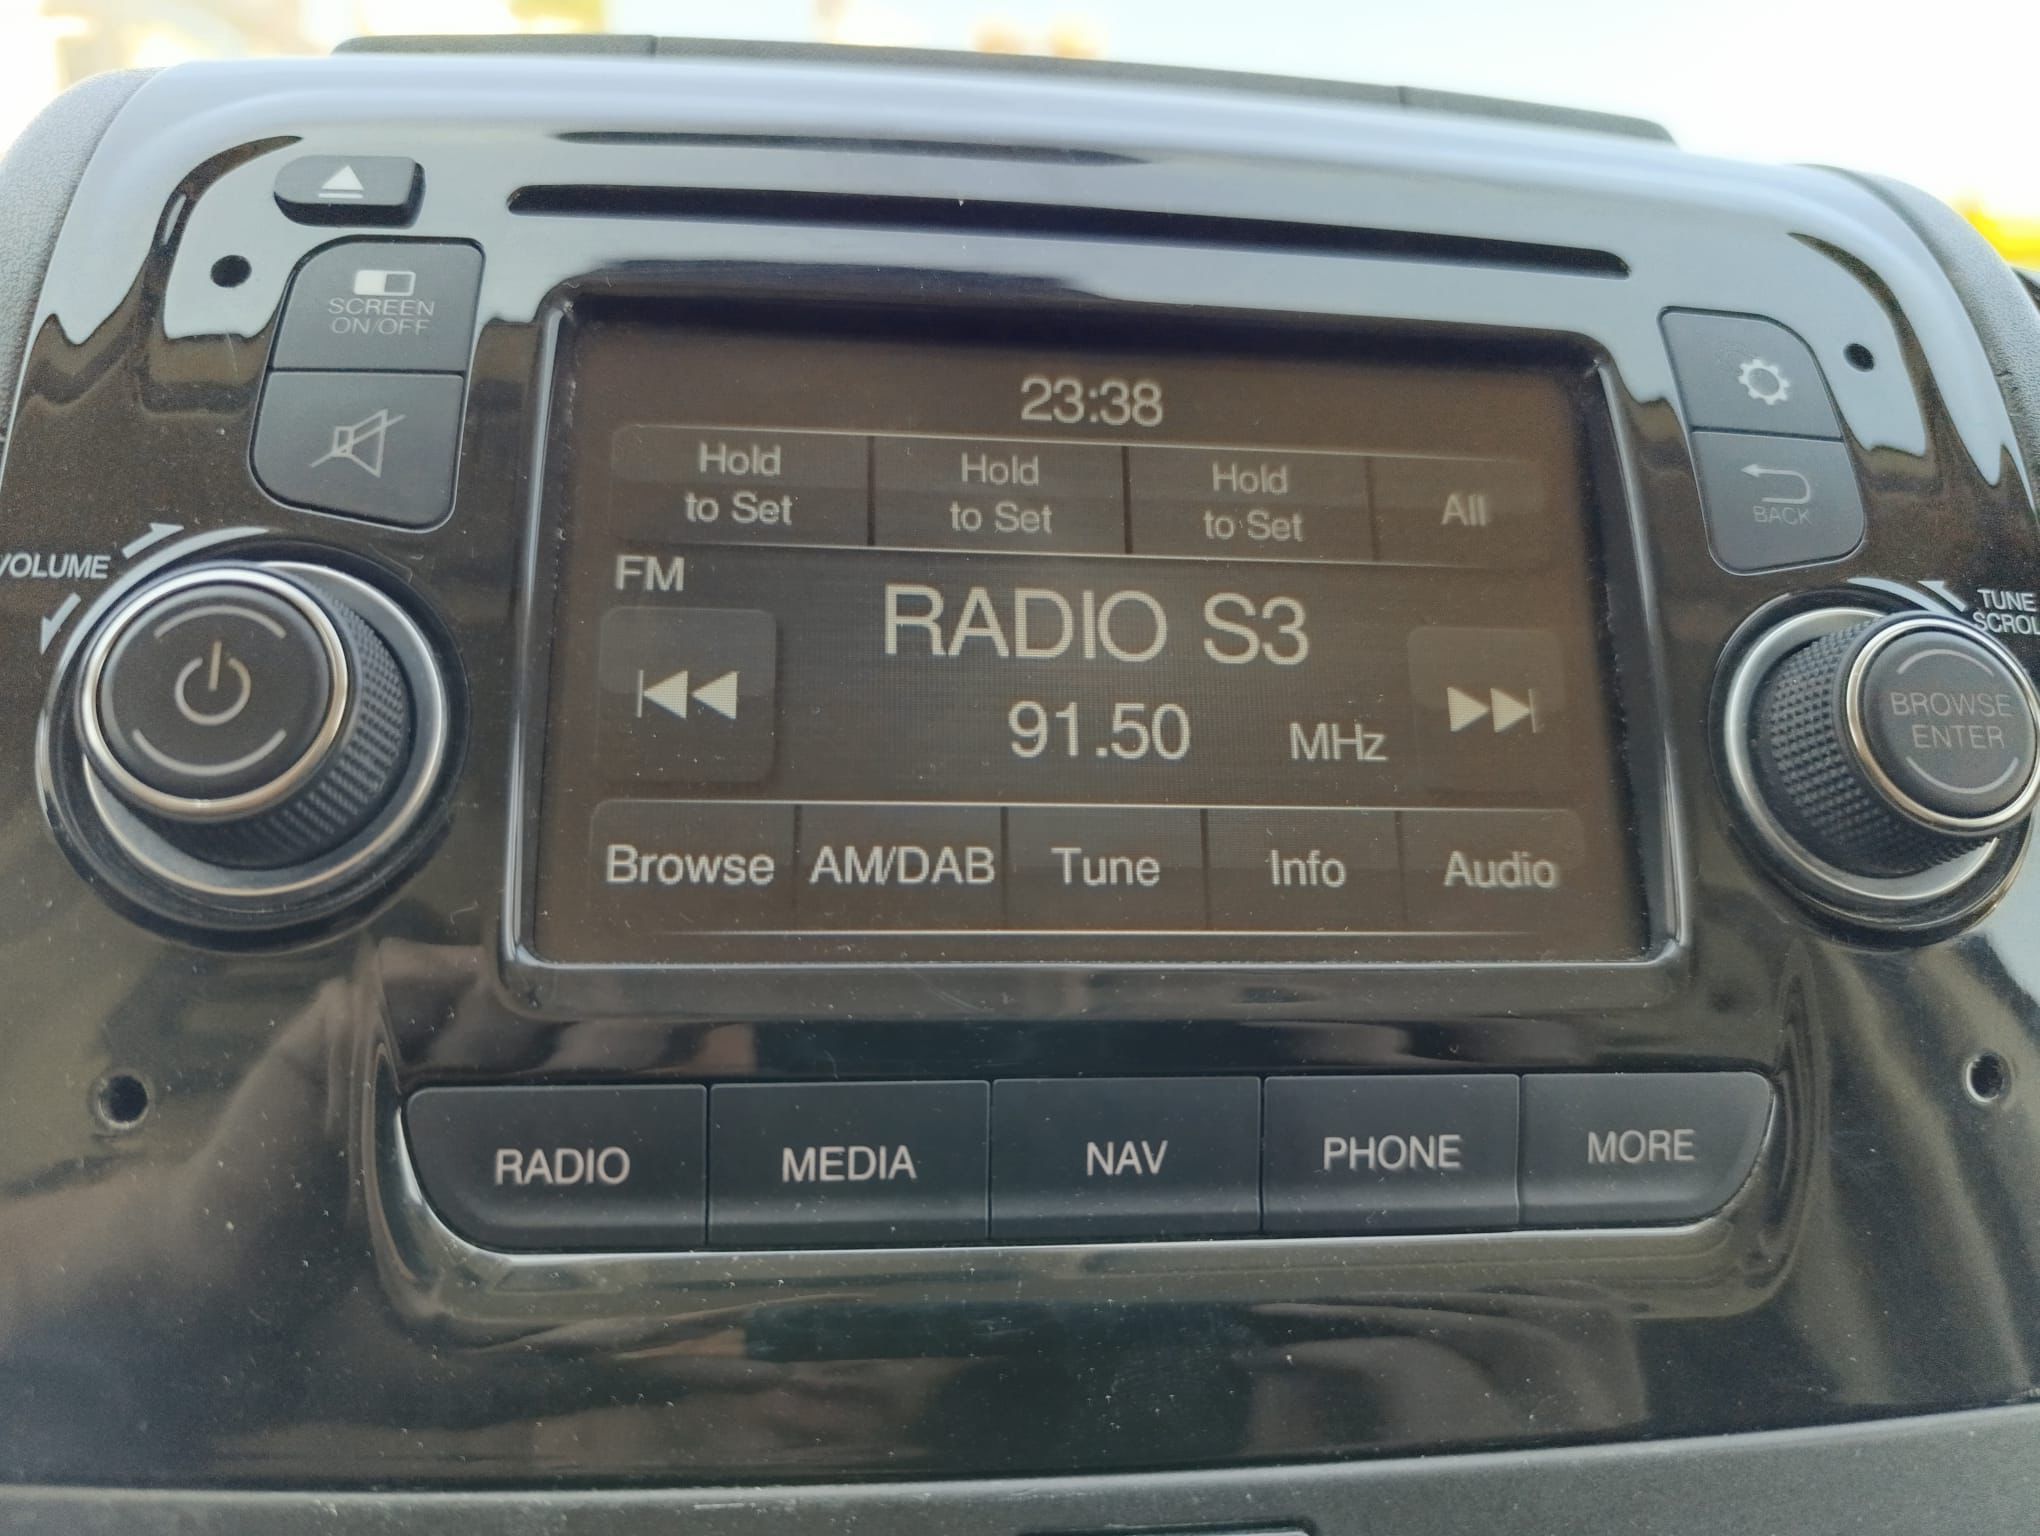 SCREEN
ON/OFF
23:38
Hold
to Set
Hold
to Set
Hold
to Set
All
BACK
VOLUME
FM
RADIO S3
TUNE
91.50 MHz
BROWSE
ENTER
Browse
AM/DAB
Tune
Info
Audio
RADIO
MEDIA
NAV
PHONE
MORE